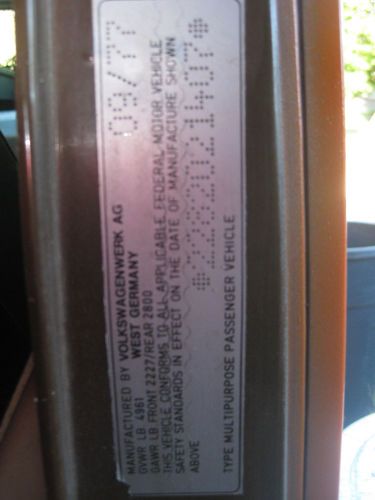 MANUFACTURED BY VOLKSWAGENWERK AG 09/77
WEST GERMANY
GVWR LB 4961
GAWR LB FRONT 2227/REAR 2800
THIS VEHICLE CONFORMS TO ALL APPLICABLE FEDERAL MOTOR VEHICLE
SAFETY STANDARDS IN EFFECT ON THE DATE OF MANUFACTURE SHOWN
ABOVE
*2282021407*
TYPE MULTIPURPOSE PASSENGER VEHICLE